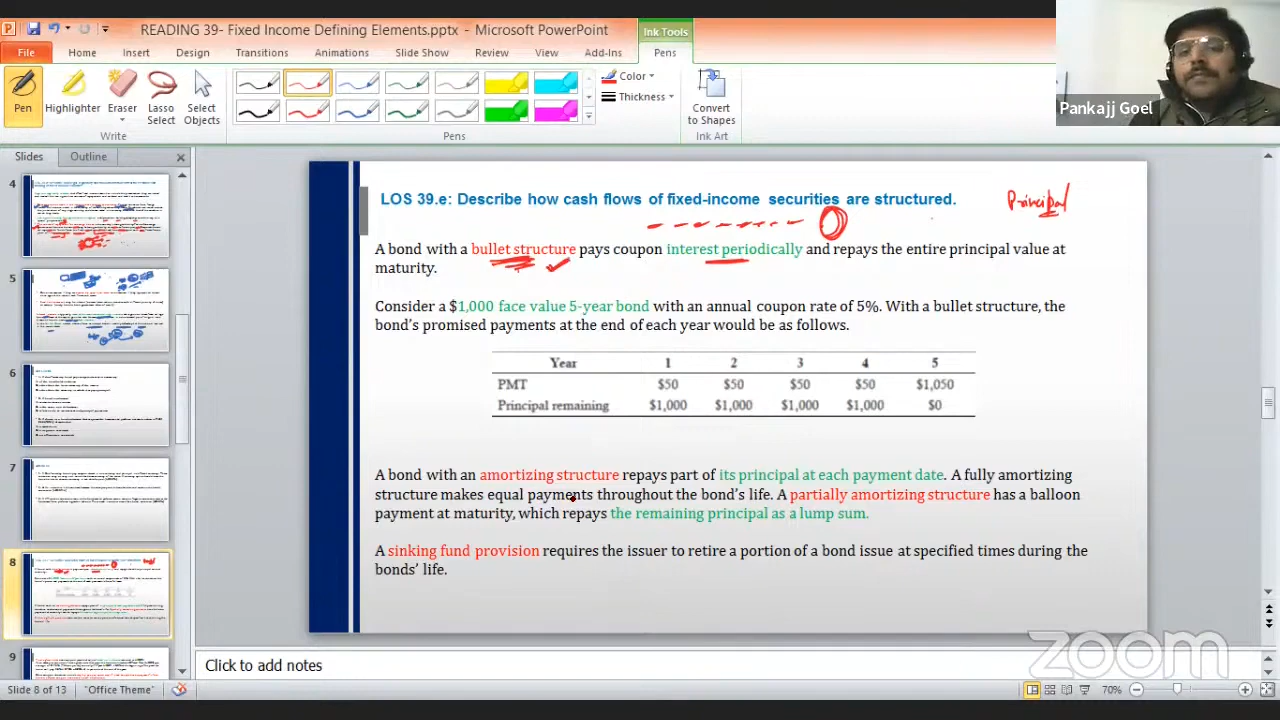 READING 39- Fixed Income Defining Elements.pptx - Microsoft PowerPoint
Ink Tools
File Home Insert Design Transitions Animations Slide Show Review View Add-Ins Pens
Pen Highlighter Eraser Lasso Select Select Objects
Color
Thickness
Convert to Shapes
Write Pens Ink Art
Pankajj Goel
Slides Outline
4
5
6
7
8
9
LOS 39.e: Describe how cash flows of fixed-income securities are structured.
Principal
A bond with a bullet structure pays coupon interest periodically and repays the entire principal value at
maturity.
Consider a $1,000 face value 5-year bond with an annual coupon rate of 5%. With a bullet structure, the
bond's promised payments at the end of each year would be as follows.
Year 1 2 3 4 5
PMT $50 $50 $50 $50 $1,050
Principal remaining $1,000 $1,000 $1,000 $1,000 $0
A bond with an amortizing structure repays part of its principal at each payment date. A fully amortizing
structure makes equal payments throughout the bond's life. A partially amortizing structure has a balloon
payment at maturity, which repays the remaining principal as a lump sum.
A sinking fund provision requires the issuer to retire a portion of a bond issue at specified times during the
bonds' life.
zoom
Click to add notes
Slide 8 of 13 "Office Theme" 70%